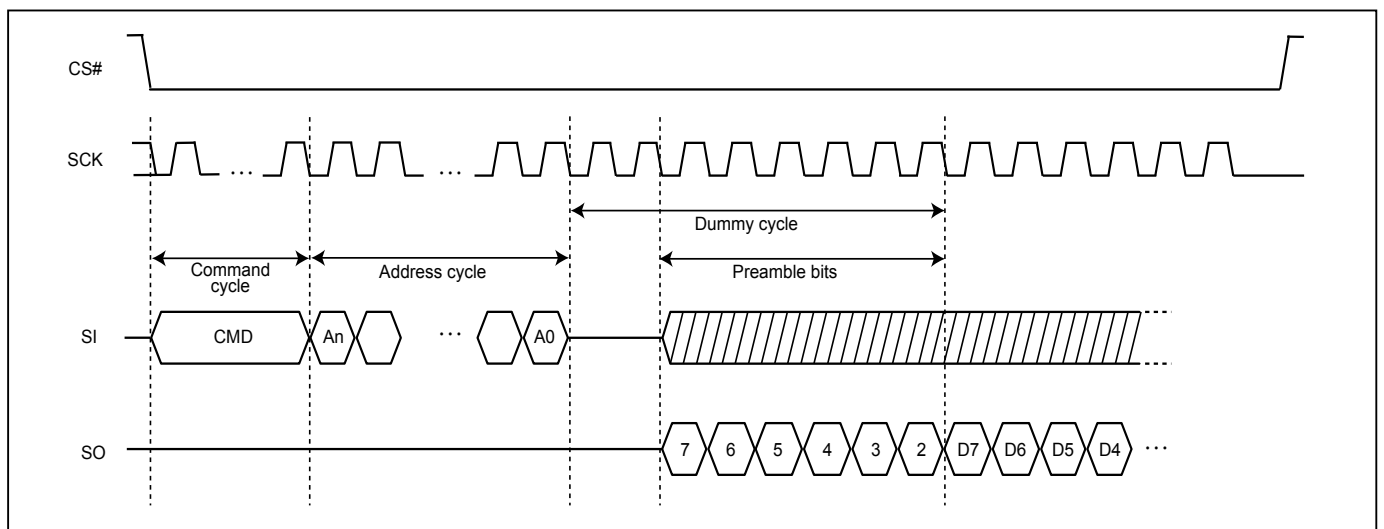 CS#
SCK
... ...
Dummy cycle
Command
cycle
Address cycle
Preamble bits
SI
CMD
An
...
A0
SO
7 6 5 4 3 2 D7 D6 D5 D4 ...